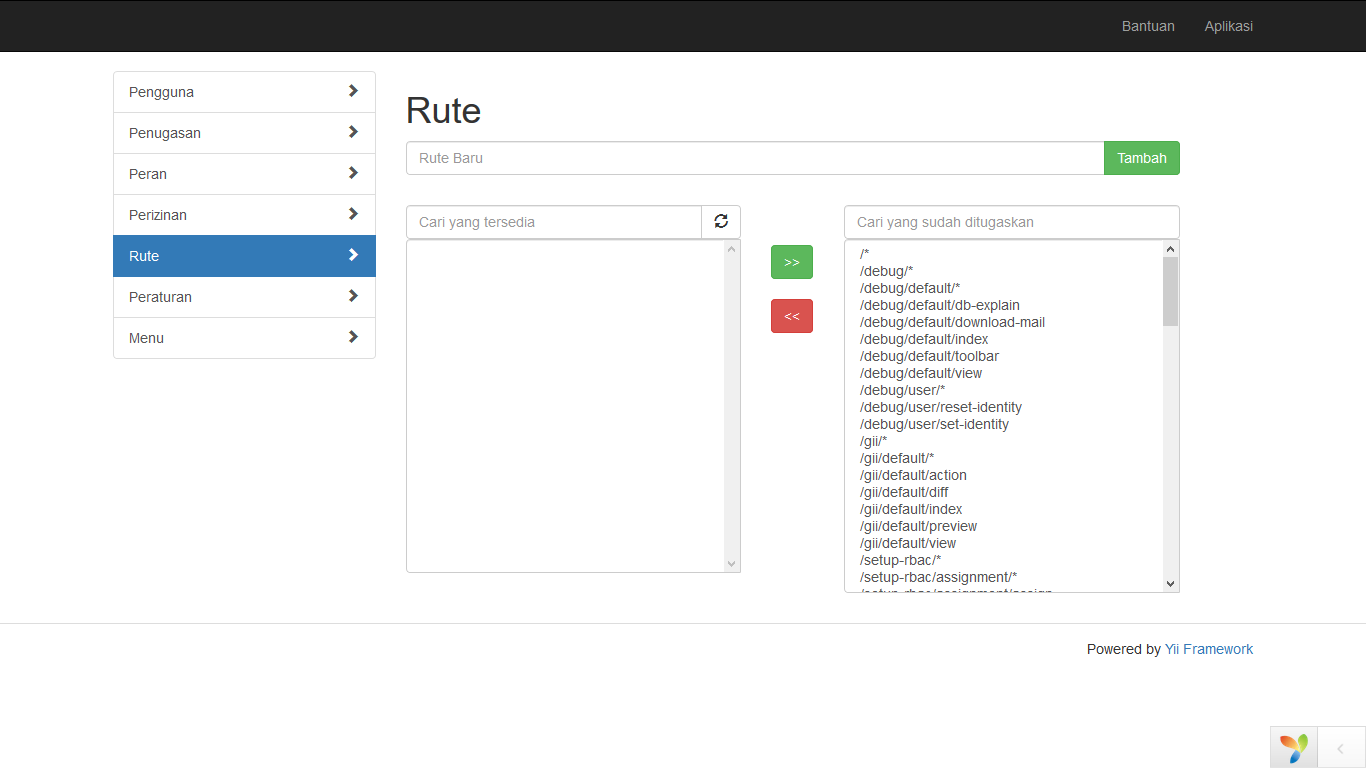 Bantuan Aplikasi
Pengguna
Penugasan
Peran
Perizinan
Rute
Peraturan
Menu
Rute
Rute Baru Tambah
Cari yang tersedia
>>
<<
Cari yang sudah ditugaskan
/*
/debug/*
/debug/default/*
/debug/default/db-explain
/debug/default/download-mail
/debug/default/index
/debug/default/toolbar
/debug/default/view
/debug/user/*
/debug/user/reset-identity
/debug/user/set-identity
/gii/*
/gii/default/*
/gii/default/action
/gii/default/diff
/gii/default/index
/gii/default/preview
/gii/default/view
/setup-rbac/*
/setup-rbac/assignment/*
/setup-rbac/assignment/assign
Powered by Yii Framework